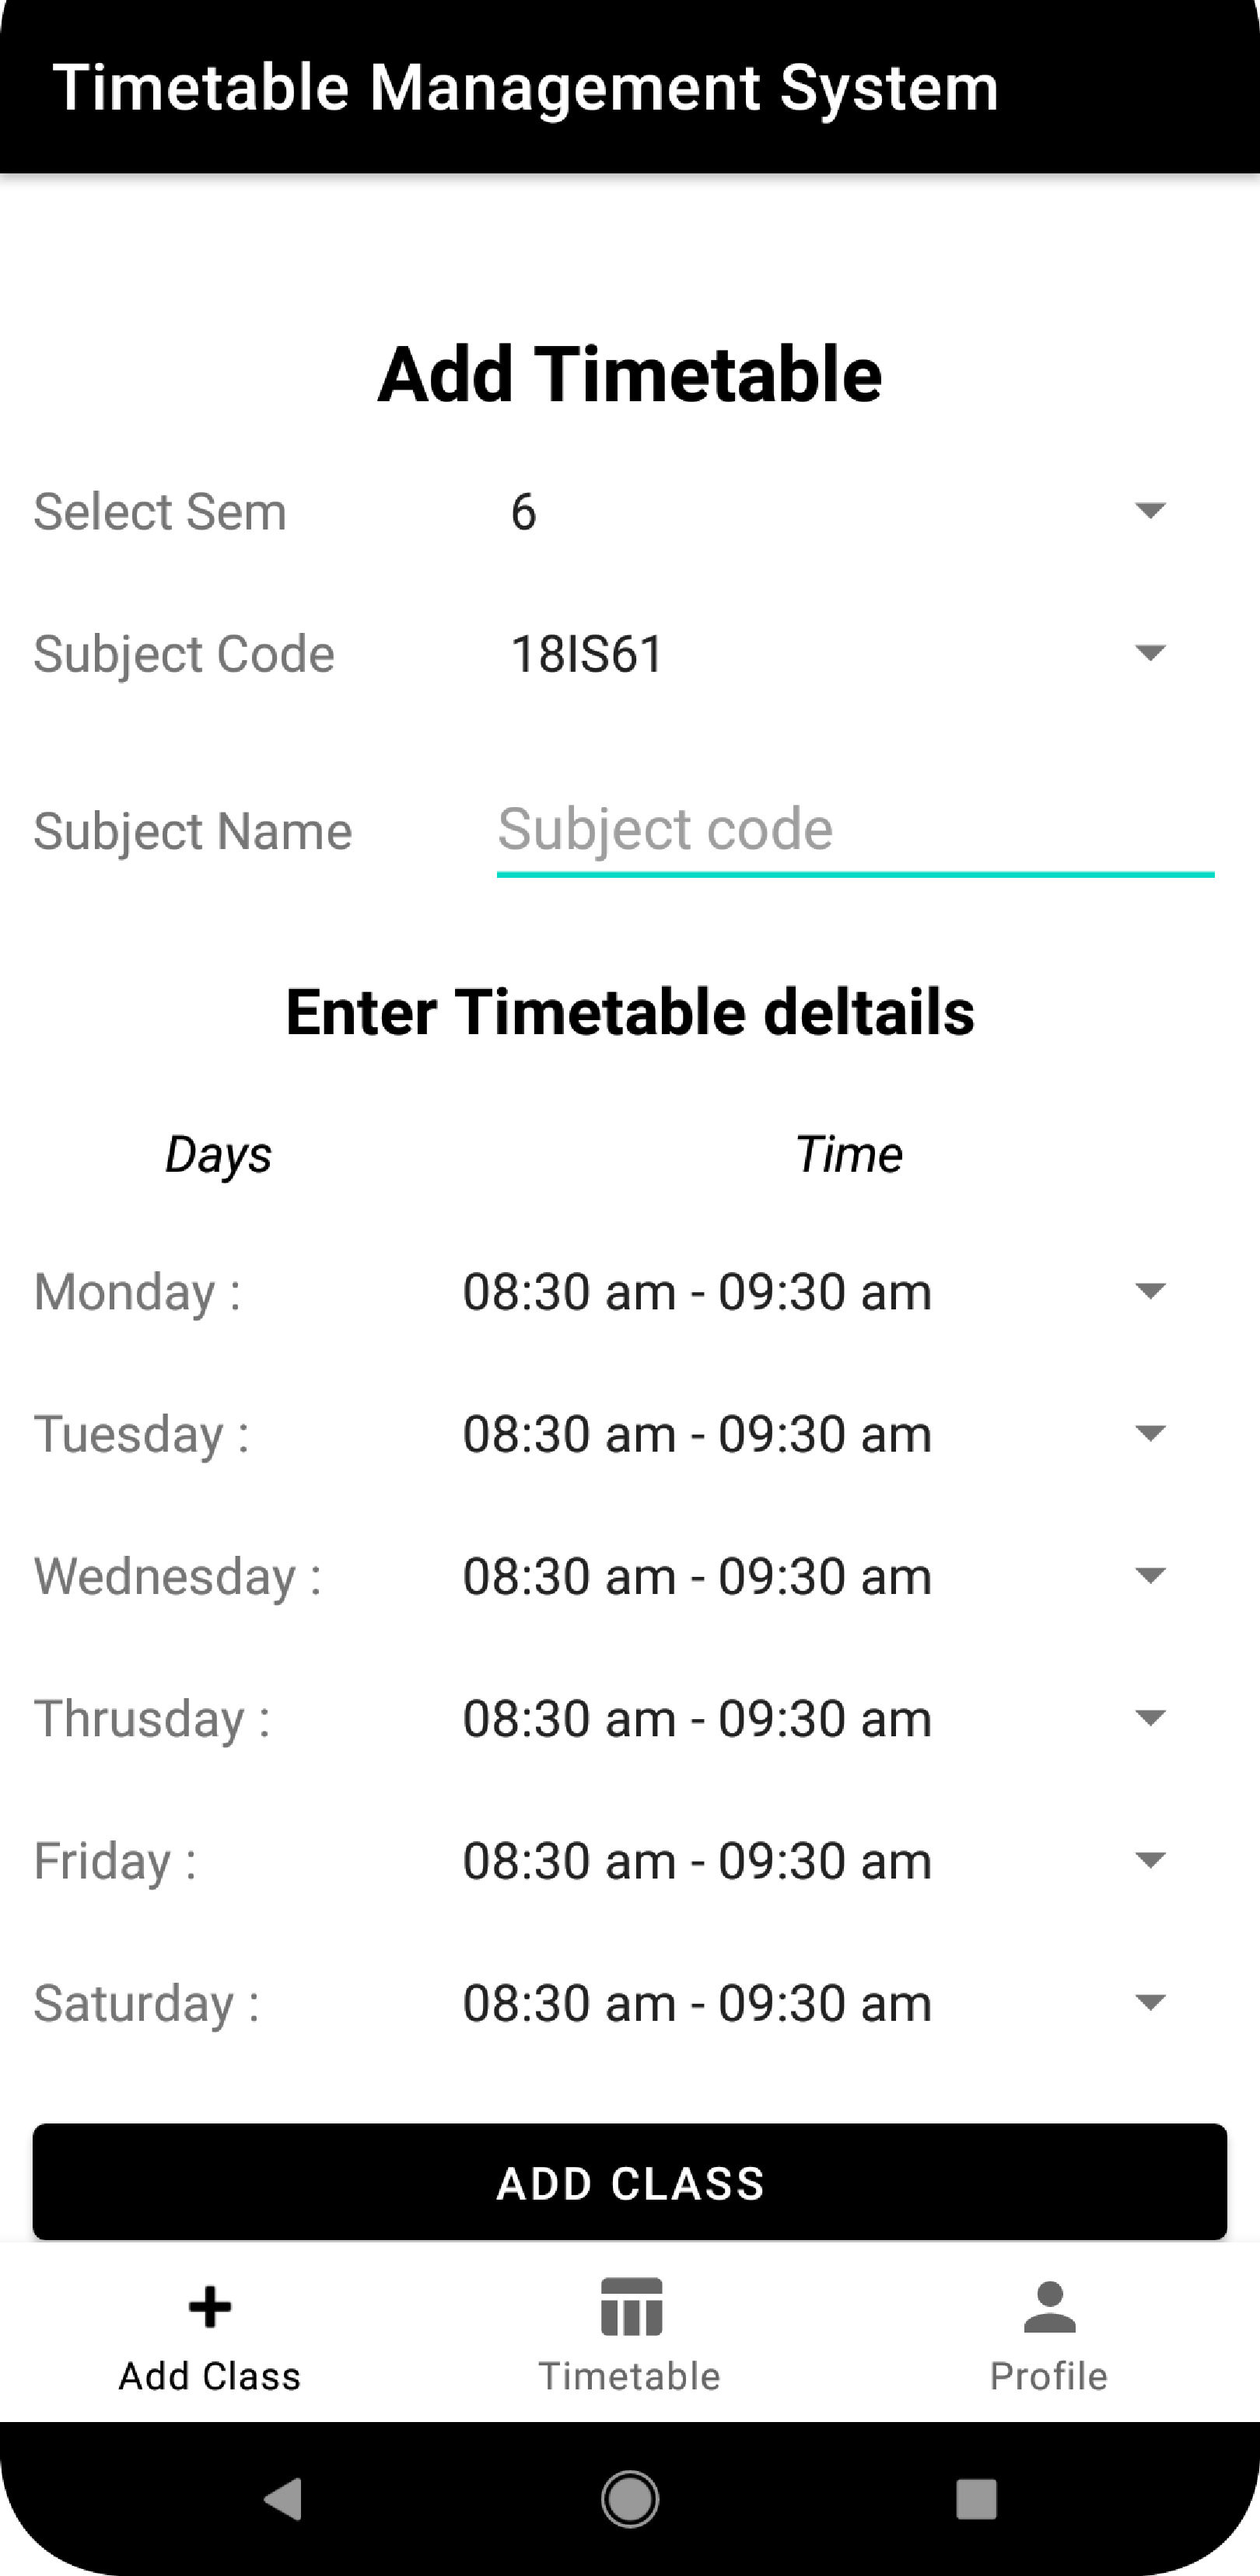 Timetable Management System
Add Timetable
Select Sem 6
Subject Code 18IS61
Subject Name Subject code
Enter Timetable deltails
Days Time
Monday : 08:30 am - 09:30 am
Tuesday : 08:30 am - 09:30 am
Wednesday : 08:30 am - 09:30 am
Thrusday : 08:30 am - 09:30 am
Friday : 08:30 am - 09:30 am
Saturday : 08:30 am - 09:30 am
ADD CLASS
Add Class Timetable Profile